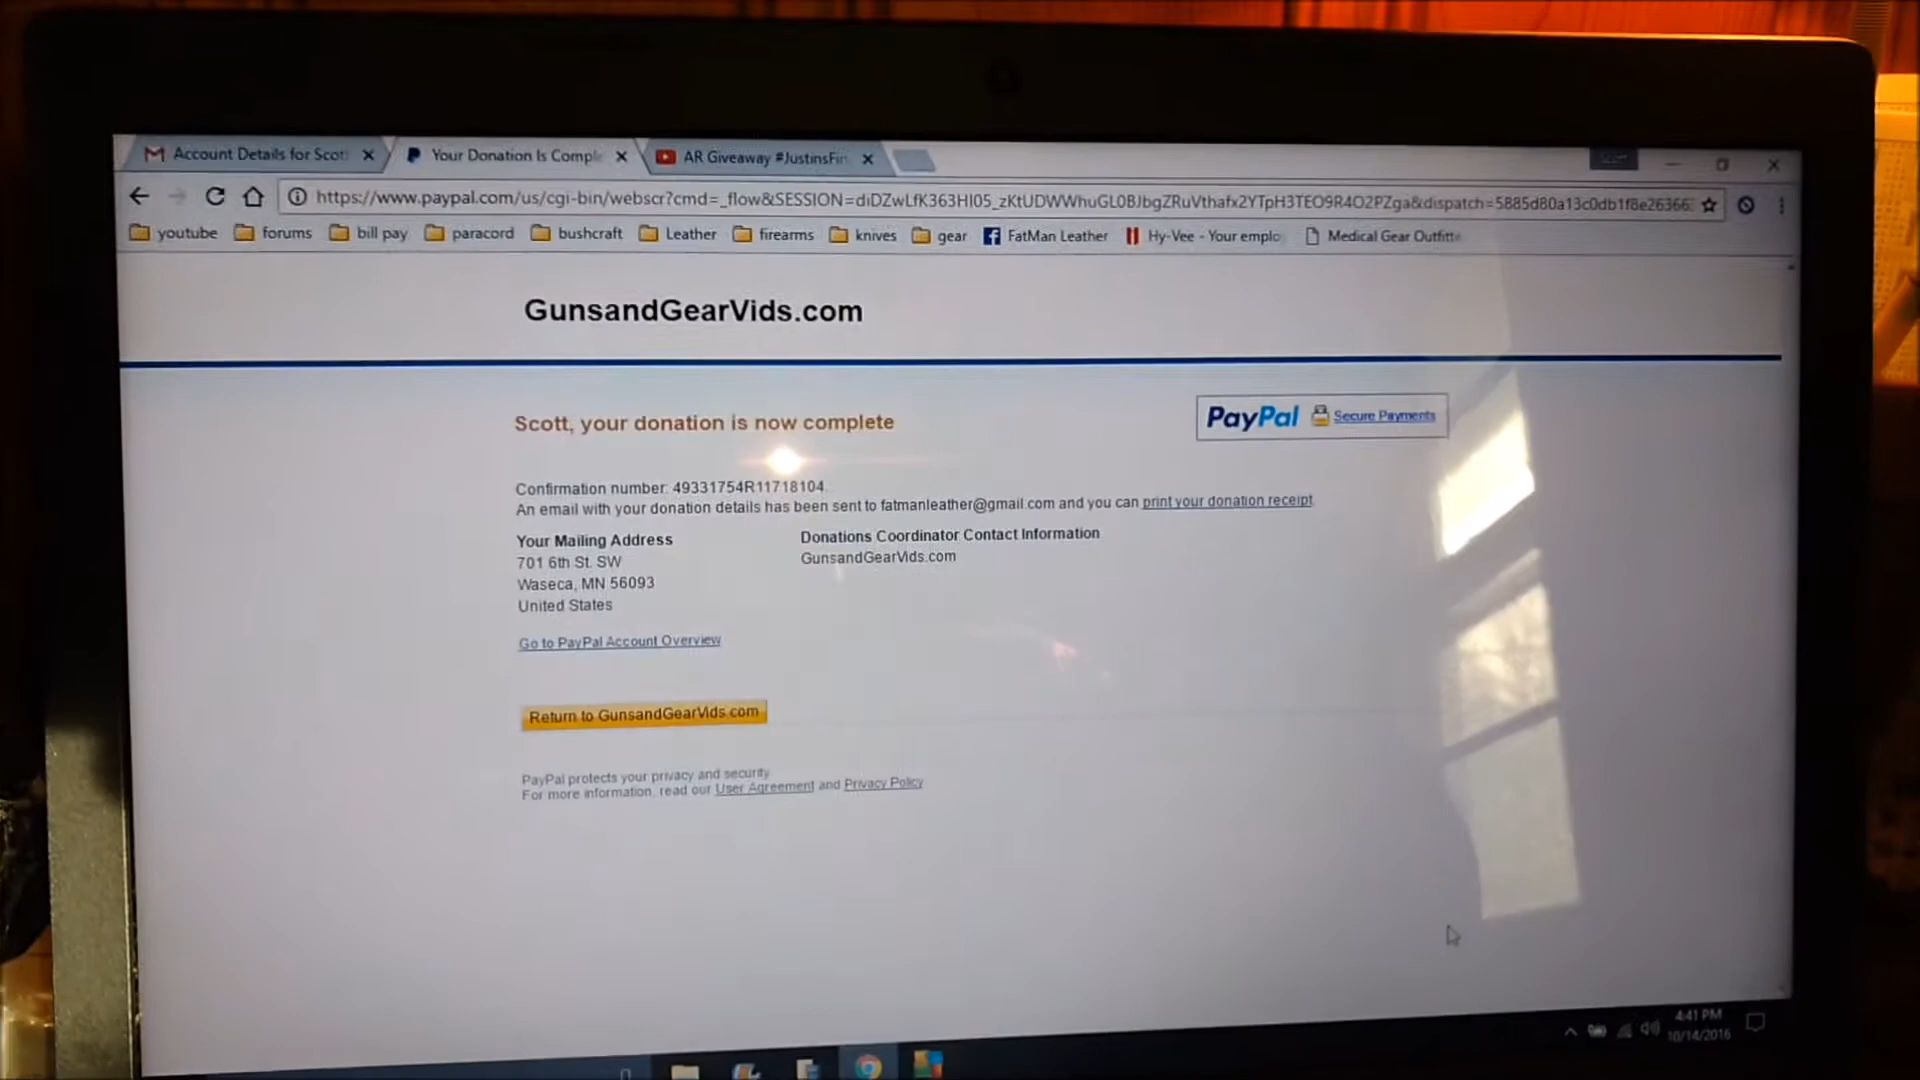 Account Details for Scot
Your Donation Is Comple
AR Giveaway #JustinsFir
https://www.paypal.com/us/cgi-bin/webscr?cmd=_flow&SESSION=diDZwLfK363HI05_zKtUDWWhuGL0BJbgZRuVthafx2YTpH3TEO9R4O2PZga&dispatch=5885d80a13c0db1f8e26366
youtube forums bill pay paracord bushcraft Leather firearms knives gear FatMan Leather Hy-Vee - Your emplo Medical Gear Outfitte
GunsandGearVids.com
Scott, your donation is now complete
PayPal Secure Payments
Confirmation number: 49331754R11718104.
An email with your donation details has been sent to fatmanleather@gmail.com and you can print your donation receipt.
Your Mailing Address
701 6th St. SW
Waseca, MN 56093
United States
Donations Coordinator Contact Information
GunsandGearVids.com
Go to PayPal Account Overview
Return to GunsandGearVids.com
PayPal protects your privacy and security.
For more information, read our User Agreement and Privacy Policy
4:41 PM
10/14/2016